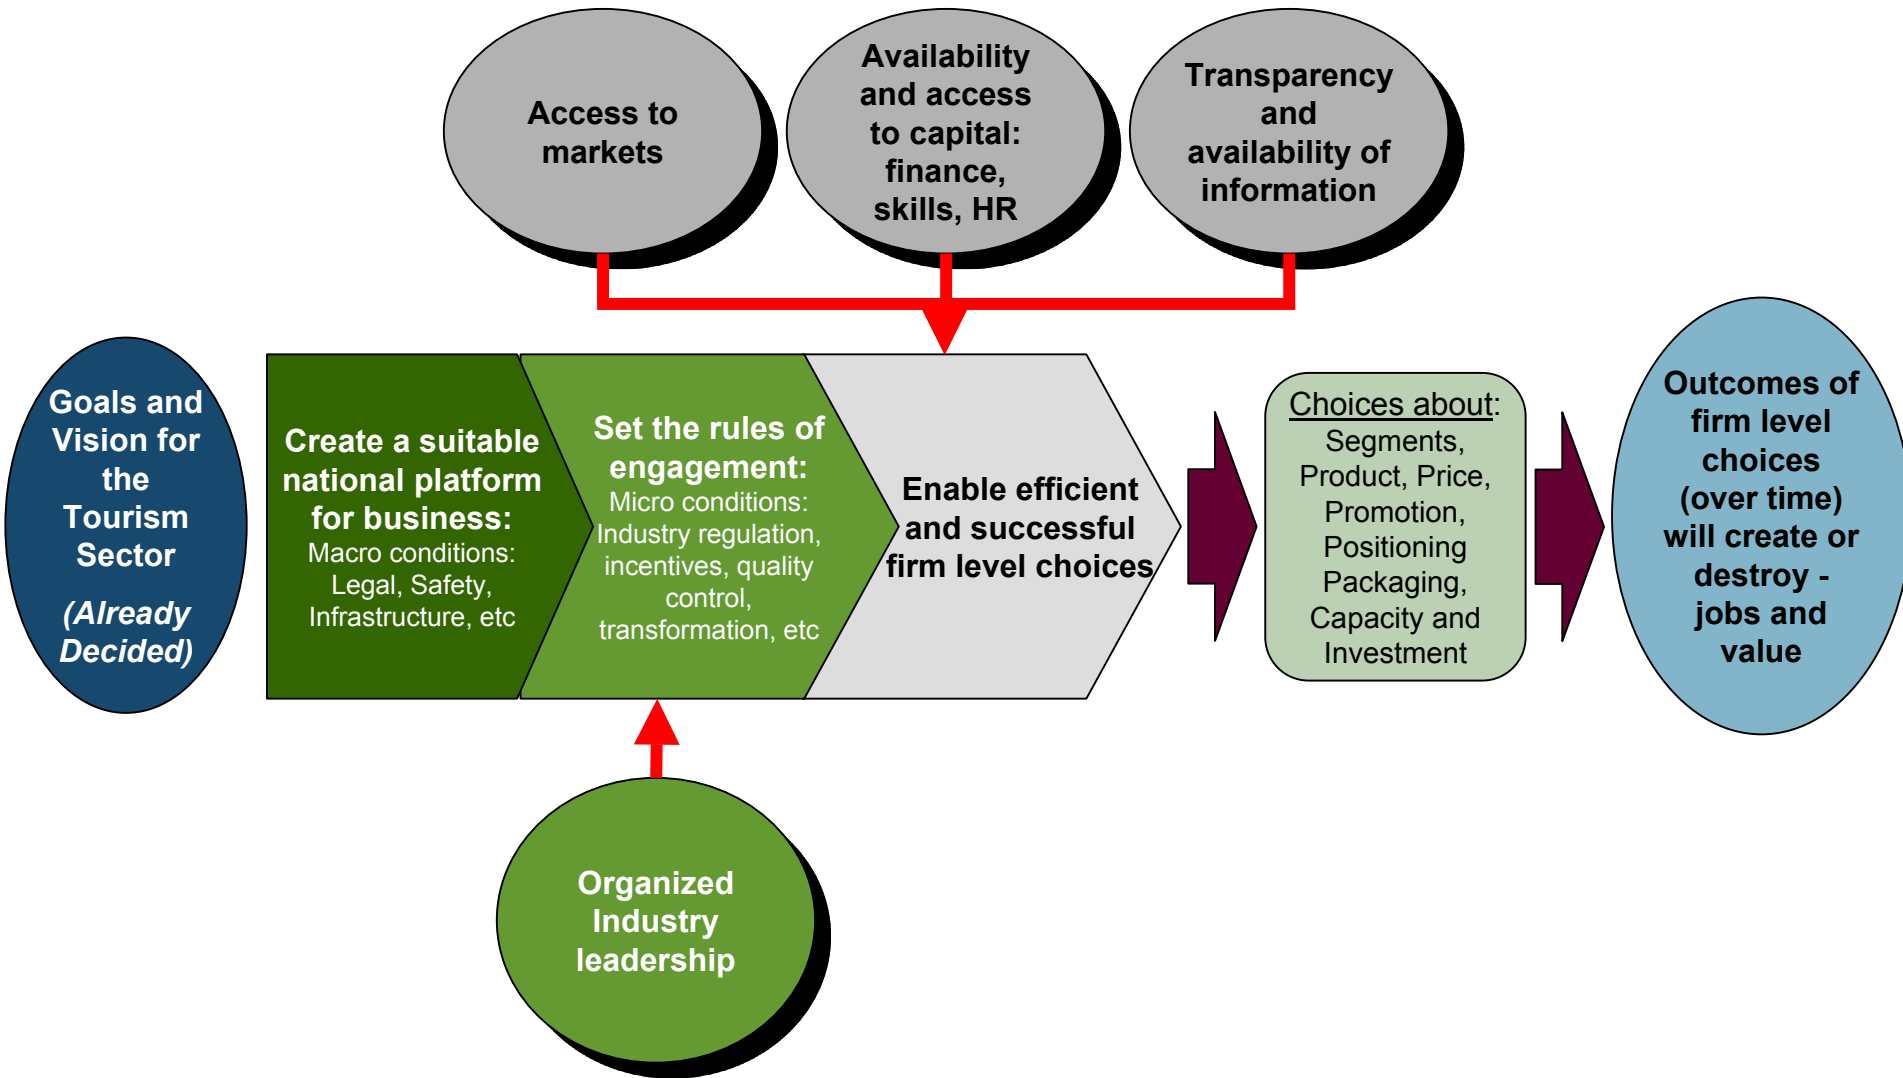 Access to
markets
Availability
and access
to capital:
finance,
skills, HR
Transparency
and
availability of
information
Goals and
Vision for
the
Tourism
Sector
(Already
Decided)
Create a suitable
national platform
for business:
Macro conditions:
Legal, Safety,
Infrastructure, etc
Set the rules of
engagement:
Micro conditions:
Industry regulation,
incentives, quality
control,
transformation, etc
Enable efficient
and successful
firm level choices
Choices about:
Segments,
Product, Price,
Promotion,
Positioning
Packaging,
Capacity and
Investment
Outcomes of
firm level
choices
(over time)
will create or
destroy -
jobs and
value
Organized
Industry
leadership